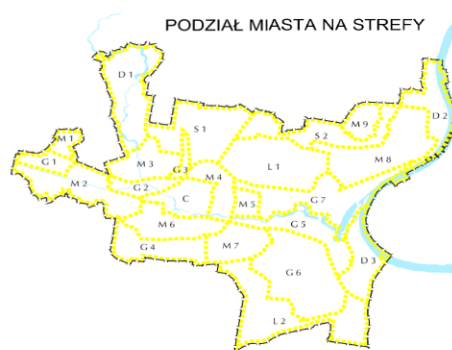 PODZIAŁ MIASTA NA STREFY
D 1
S 1
M 9
D 2
S 2
M 1
G 1
M 3
G 3
M 4
L 1
M 8
M 2
G 2
C
M 5
G 7
M 6
G 5
G 4
M 7
D 3
G 6
L 2